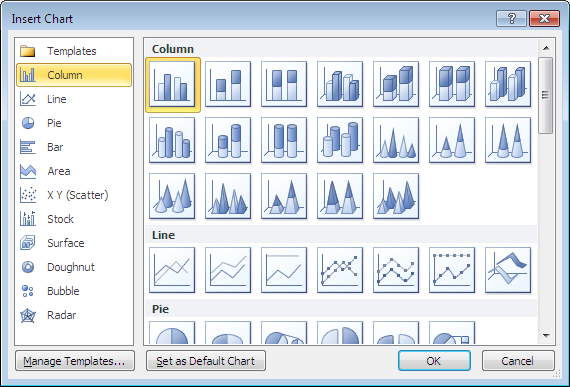 Insert Chart
Templates
Column
Line
Pie
Bar
Area
X Y (Scatter)
Stock
Surface
Doughnut
Bubble
Radar
Column
Line
Pie
Manage Templates...
Set as Default Chart
OK
Cancel